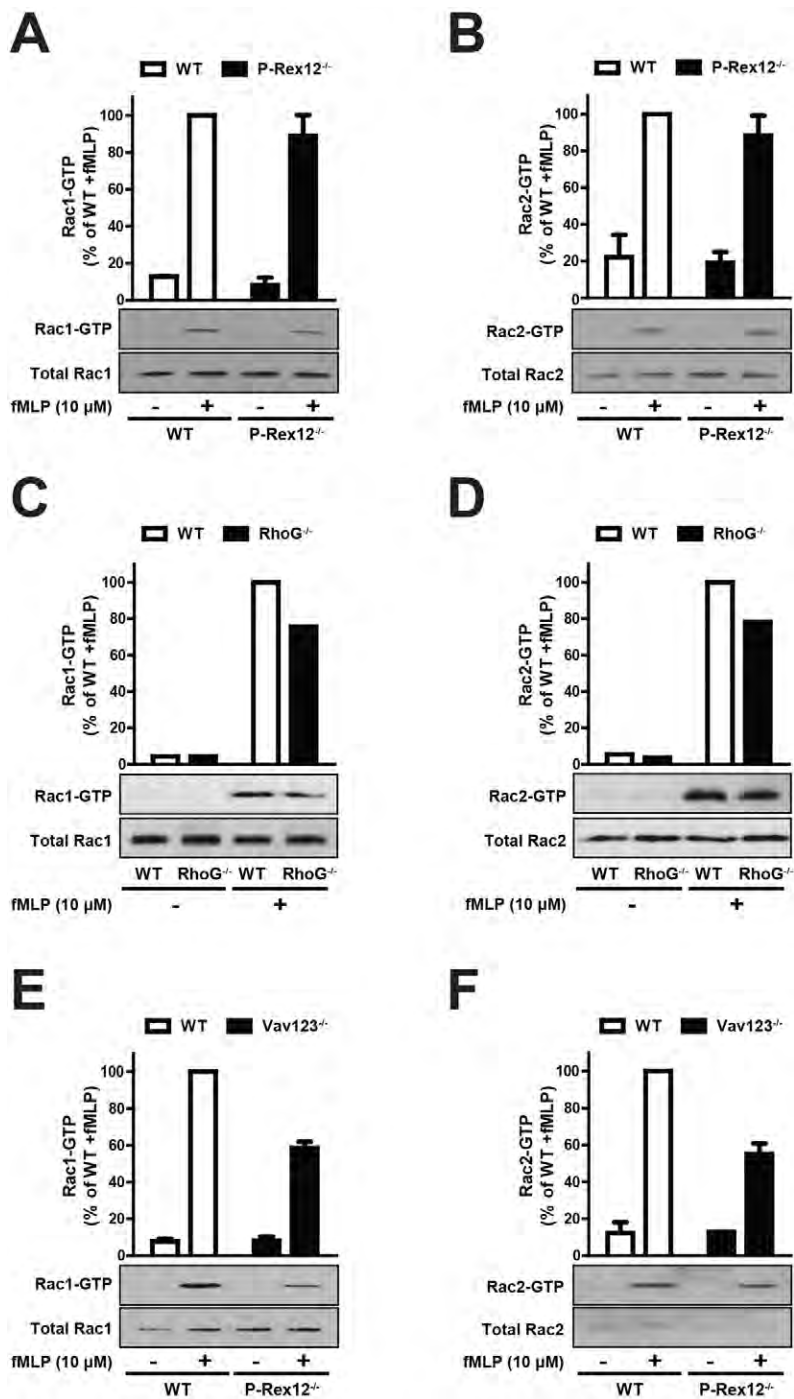 A
WT P-Rex12-/-
Rac1-GTP
(% of WT +fMLP)
100
80
60
40
20
0
Rac1-GTP
Total Rac1
fMLP (10 µM) - + - +
WT P-Rex12-/-
B
WT P-Rex12-/-
Rac2-GTP
(% of WT +fMLP)
100
80
60
40
20
0
Rac2-GTP
Total Rac2
fMLP (10 µM) - + - +
WT P-Rex12-/-
C
WT RhoG-/-
Rac1-GTP
(% of WT +fMLP)
100
80
60
40
20
0
Rac1-GTP
Total Rac1
WT RhoG-/- WT RhoG-/-
fMLP (10 µM) - +
D
WT RhoG-/-
Rac2-GTP
(% of WT +fMLP)
100
80
60
40
20
0
Rac2-GTP
Total Rac2
WT RhoG-/- WT RhoG-/-
fMLP (10 µM) - +
E
WT Vav123-/-
Rac1-GTP
(% of WT +fMLP)
100
80
60
40
20
0
Rac1-GTP
Total Rac1
fMLP (10 µM) - + - +
WT P-Rex12-/-
F
WT Vav123-/-
Rac2-GTP
(% of WT +fMLP)
100
80
60
40
20
0
Rac2-GTP
Total Rac2
fMLP (10 µM) - + - +
WT P-Rex12-/-